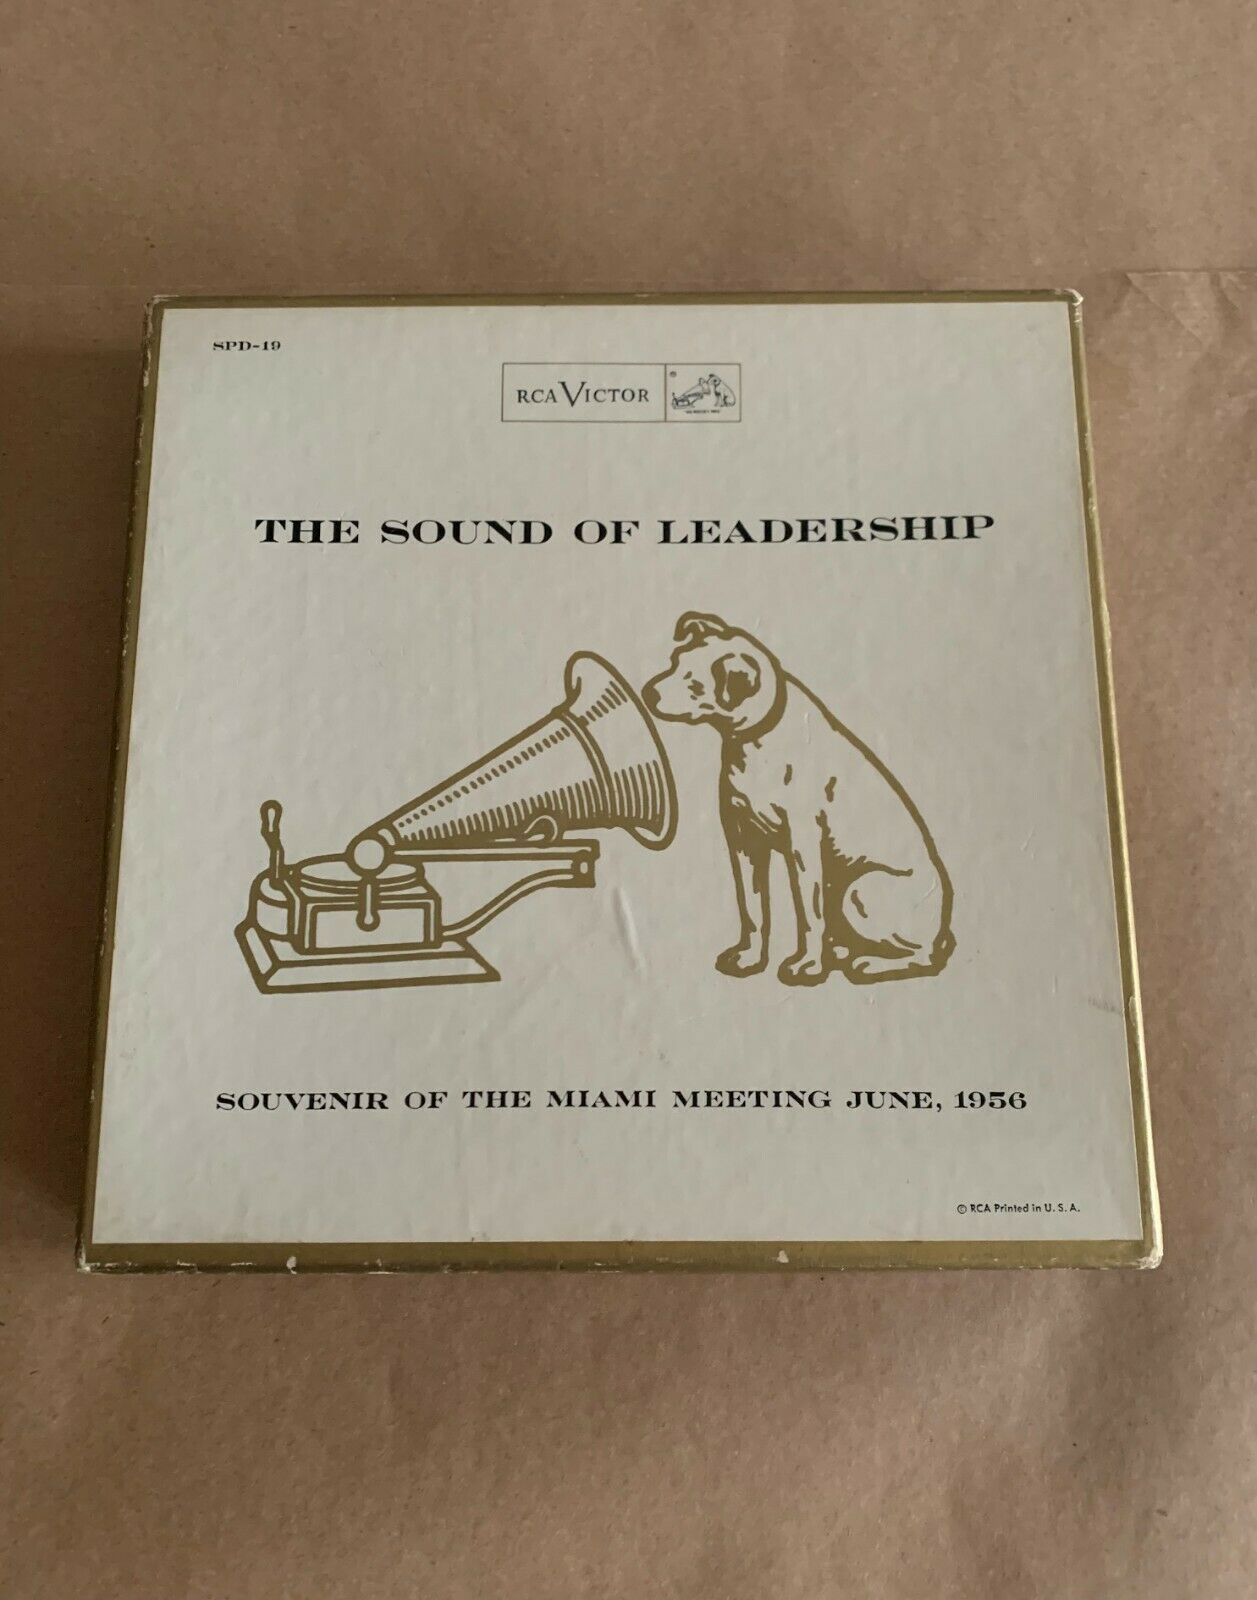 SPD-19
RCA VICTOR
THE SOUND OF LEADERSHIP
SOUVENIR OF THE MIAMI MEETING JUNE, 1956
© RCA Printed in U. S. A.